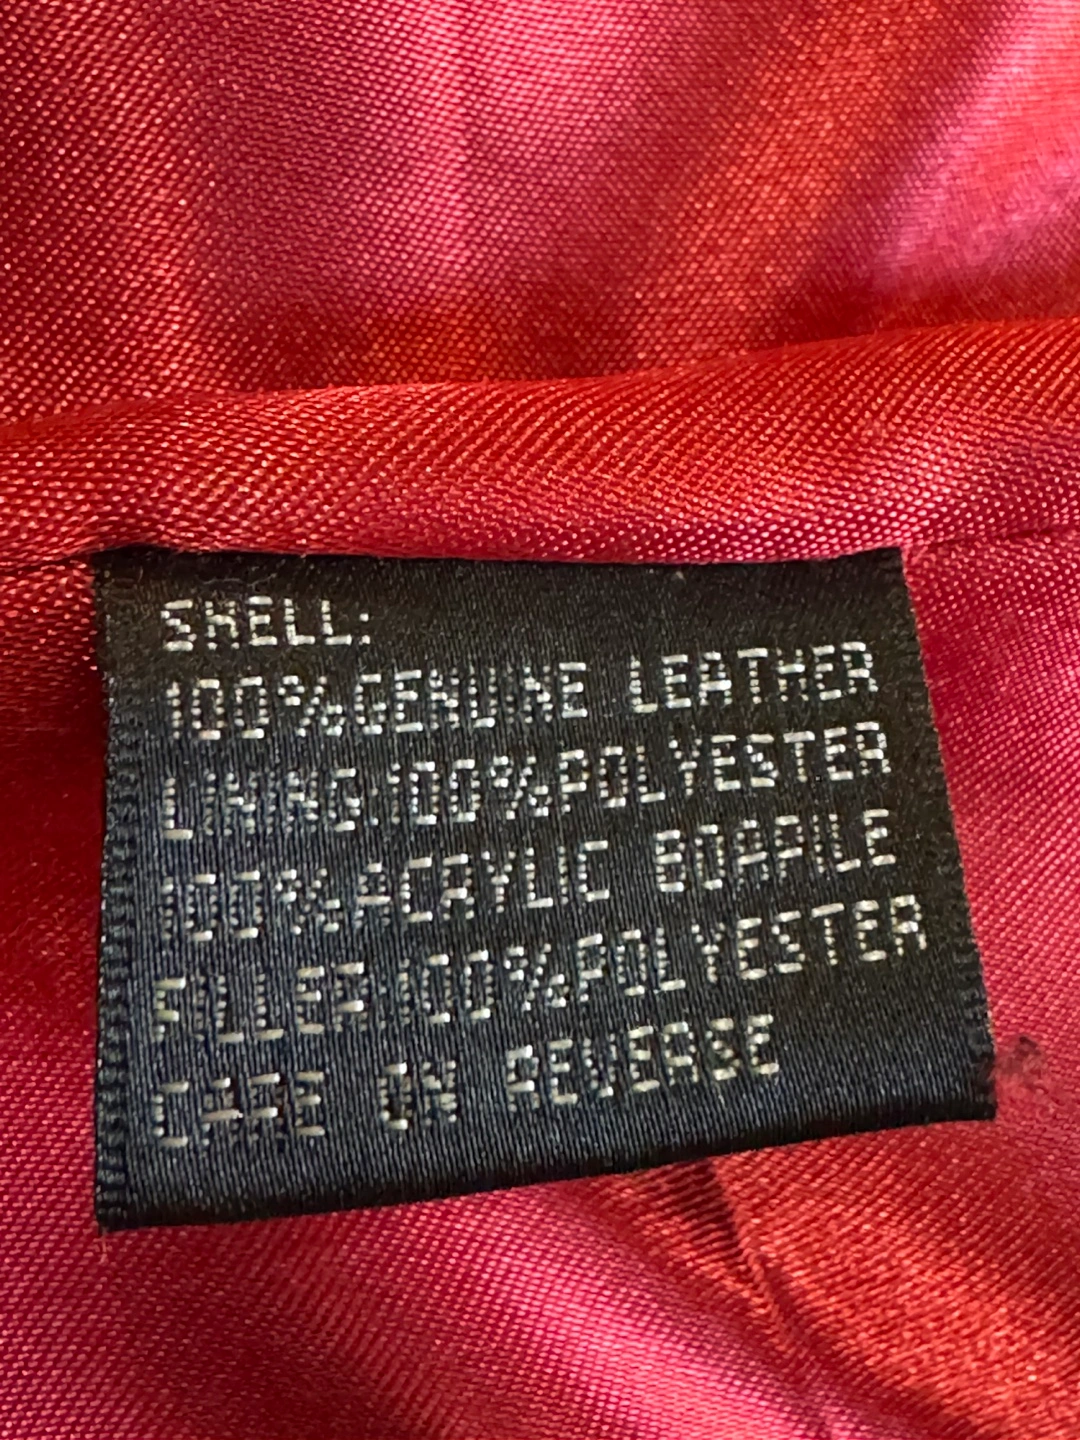 SHELL:
100%GENUINE LEATHER
LINING:100%POLYESTER
100%ACRYLIC BOAPILE
FILLER:100%POLYESTER
CARE ON REVERSE